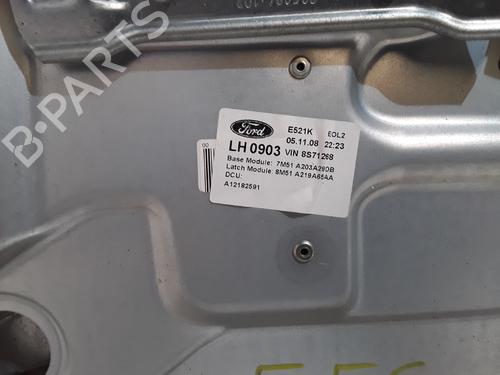 Ford E521K EOL2
05.11.08 22:23
LH 0903 VIN 8S71268
Base Module: 7M51 A203A29DB
Latch Module: 8M51 A219A65AA
DCU:
A12182591
00
B-PARTS